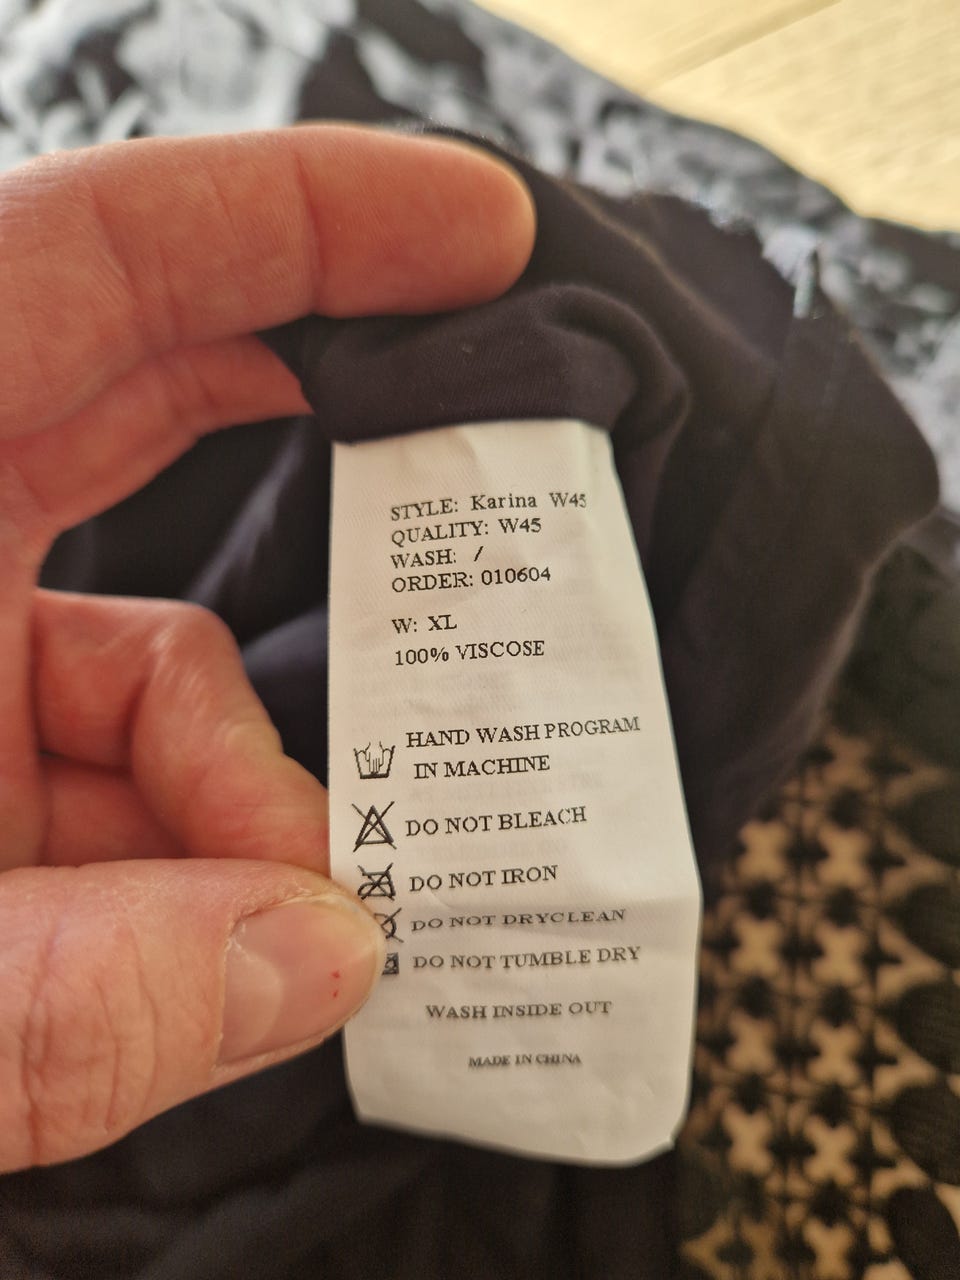 STYLE: Karina W45
QUALITY: W45
WASH: /
ORDER: 010604
W: XL
100% VISCOSE
HAND WASH PROGRAM
IN MACHINE
DO NOT BLEACH
DO NOT IRON
DO NOT DRYCLEAN
DO NOT TUMBLE DRY
WASH INSIDE OUT
MADE IN CHINA